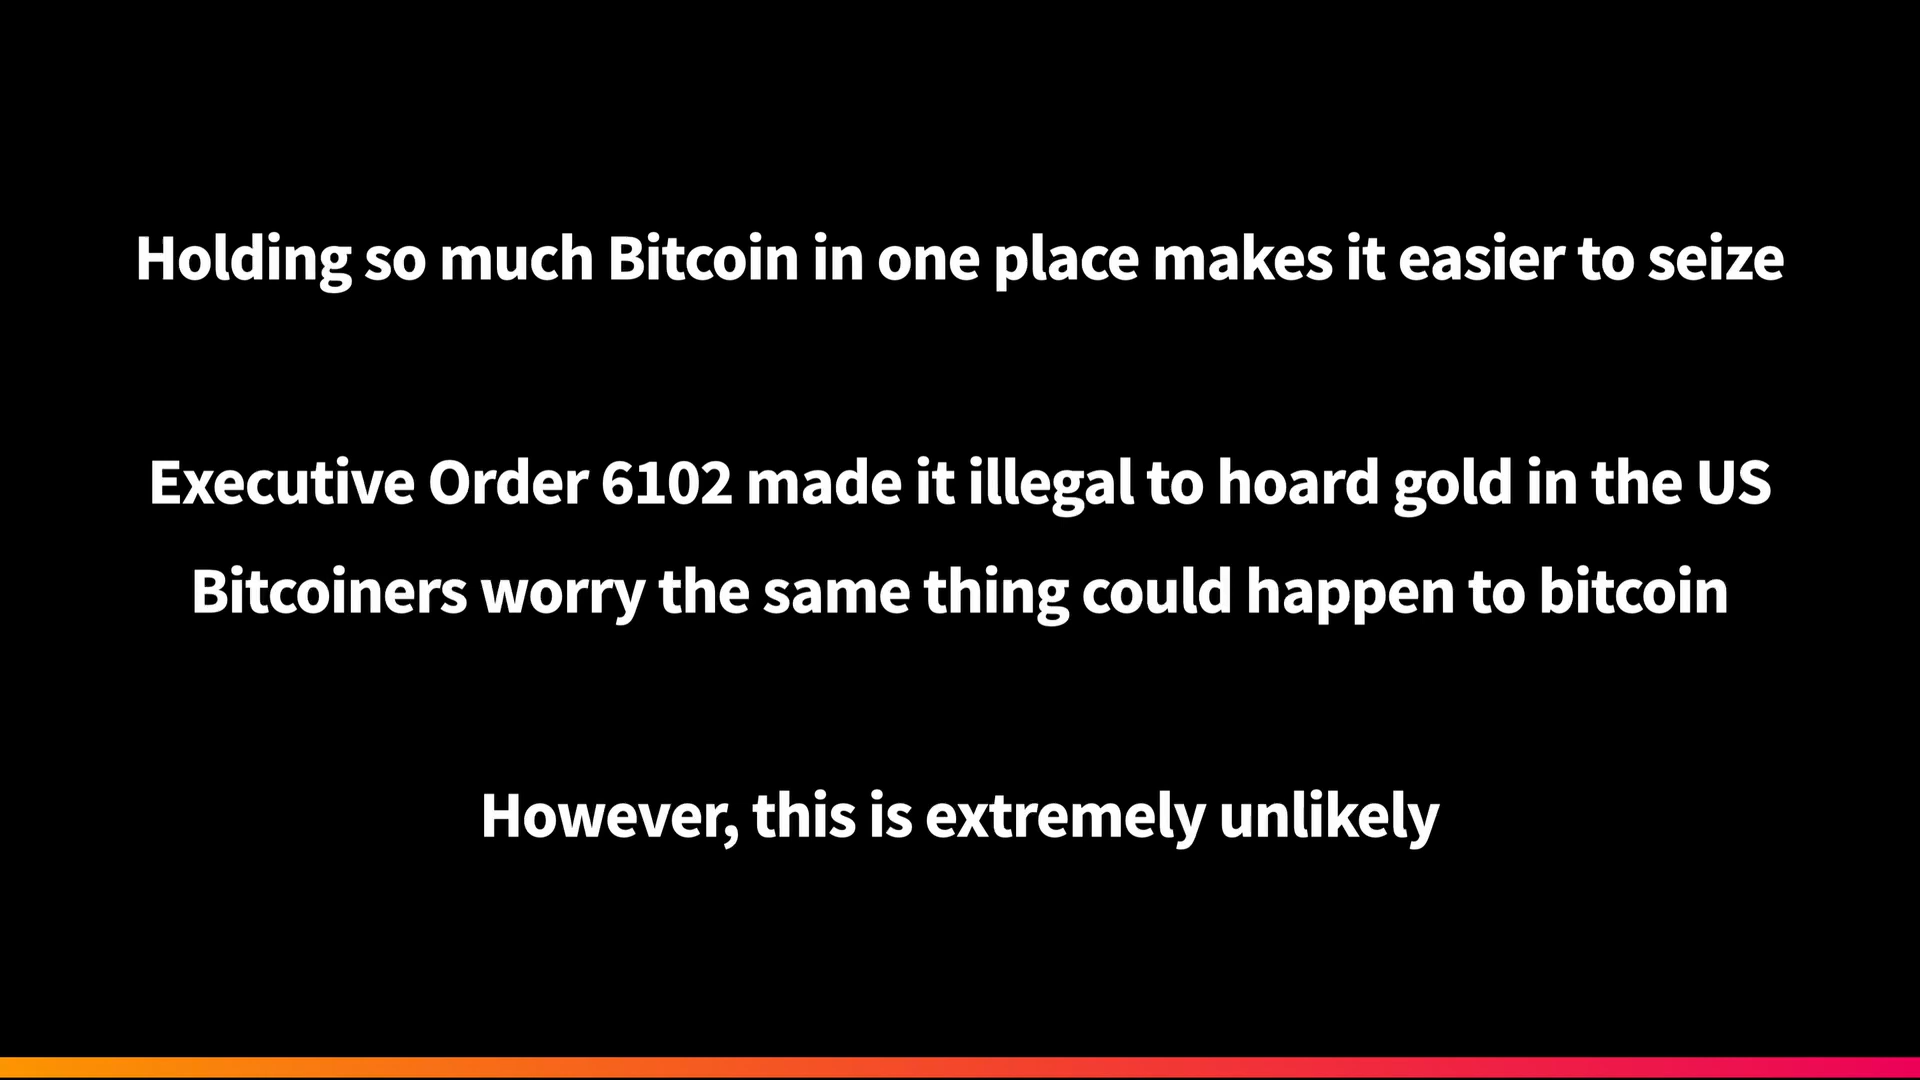 Holding so much Bitcoin in one place makes it easier to seize
Executive Order 6102 made it illegal to hoard gold in the US
Bitcoiners worry the same thing could happen to bitcoin
However, this is extremely unlikely